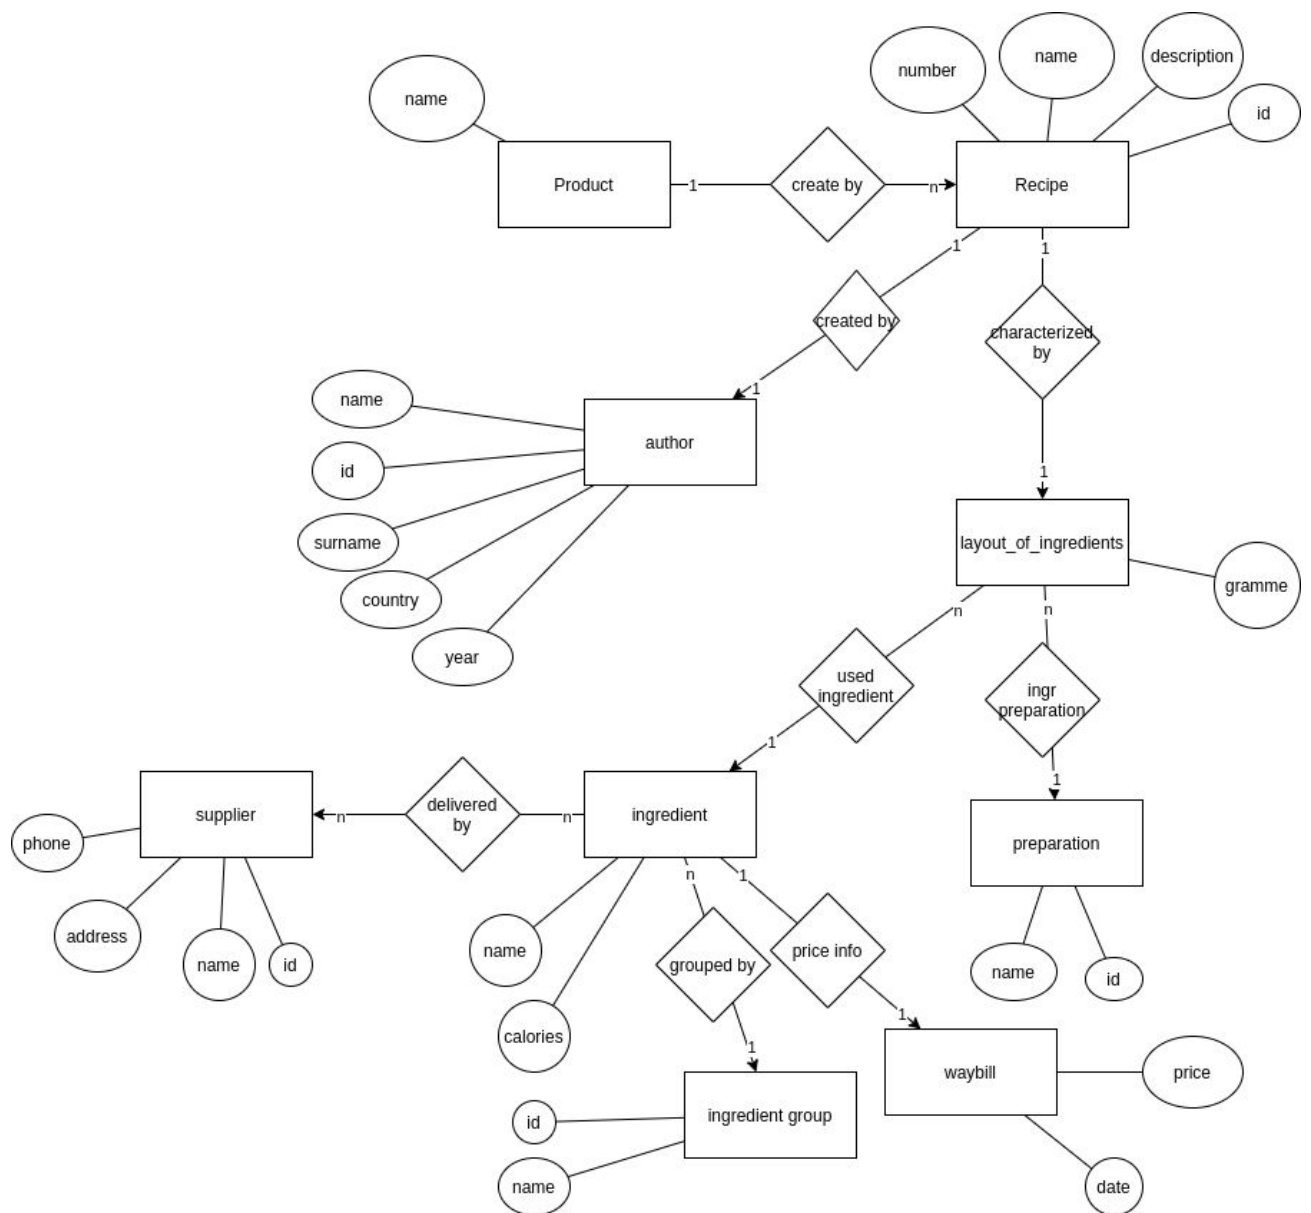 number
name
description
id
name
Product
1
create by
n
Recipe
1
1
created by
characterized
by
1
name
author
id
surname
country
year
1
layout_of_ingredients
gramme
n
n
used
ingredient
ingr
preparation
1
1
supplier
n
delivered
by
n
ingredient
preparation
phone
address
name
id
name
calories
n
1
grouped by
price info
name
id
1
1
waybill
price
id
ingredient group
name
date